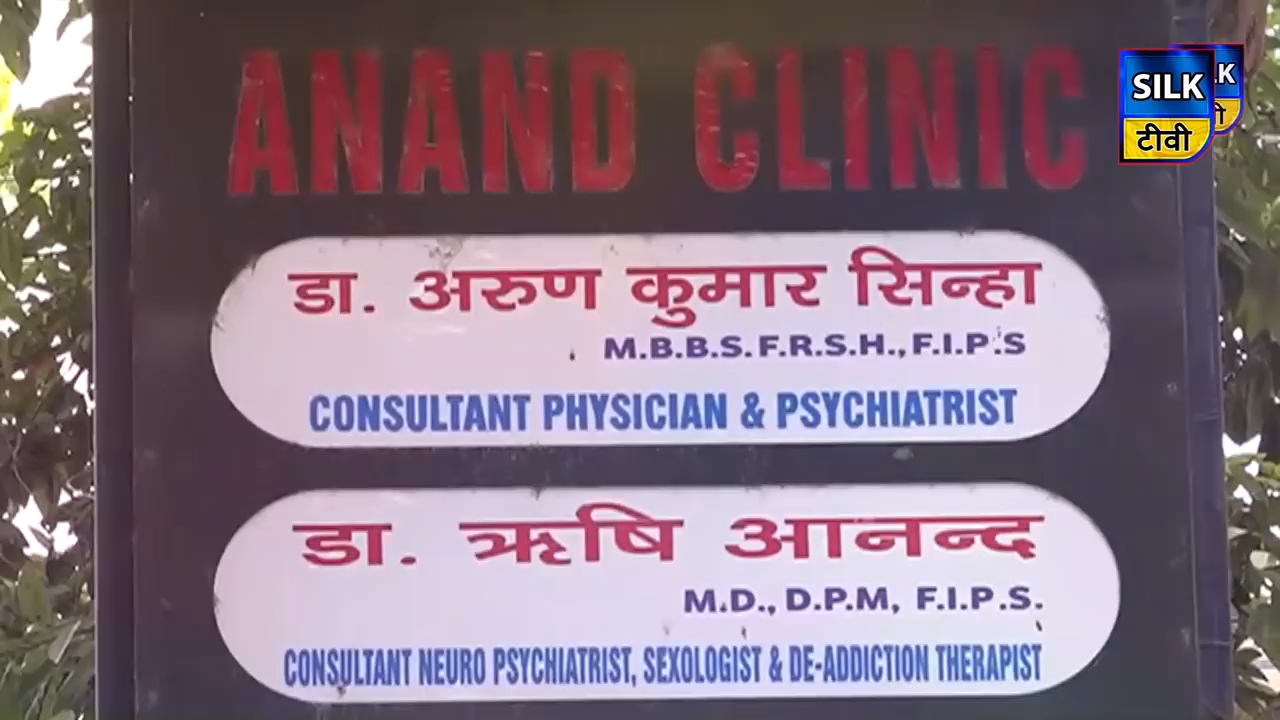 ANAND CLINIC
SILK
टीवी
डा. अरुण कुमार सिन्हा
M.B.B.S. F.R.S.H., F.I.P.S
CONSULTANT PHYSICIAN & PSYCHIATRIST
डा. ऋषि आनन्द
M.D., D.P.M, F.I.P.S.
CONSULTANT NEURO PSYCHIATRIST, SEXOLOGIST & DE-ADDICTION THERAPIST